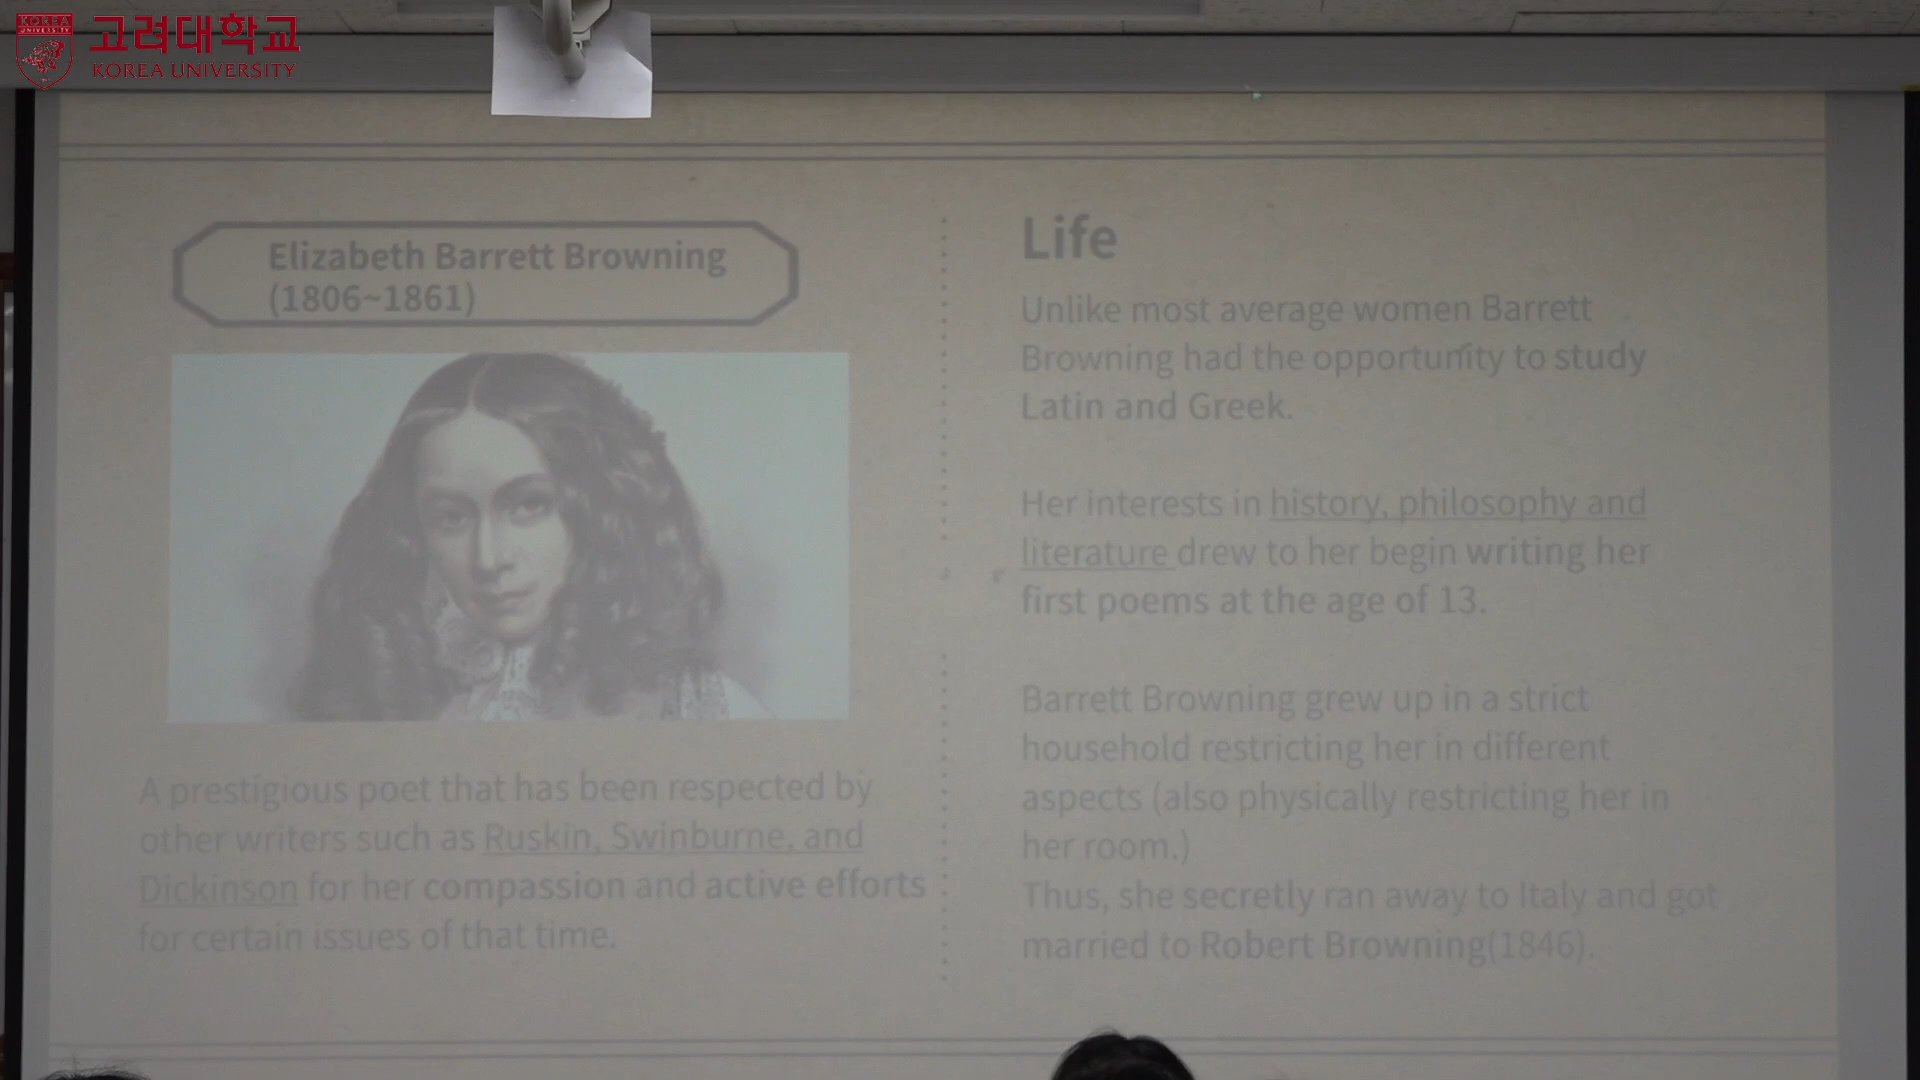 KOREA
UNIVERSITY
고려대학교
KOREA UNIVERSITY
Elizabeth Barrett Browning
(1806~1861)
A prestigious poet that has been respected by
other writers such as Ruskin, Swinburne, and
Dickinson for her compassion and active efforts
for certain issues of that time.
Life
Unlike most average women Barrett
Browning had the opportunity to study
Latin and Greek.
Her interests in history, philosophy and
literature drew to her begin writing her
first poems at the age of 13.
Barrett Browning grew up in a strict
household restricting her in different
aspects (also physically restricting her in
her room.)
Thus, she secretly ran away to Italy and got
married to Robert Browning(1846).